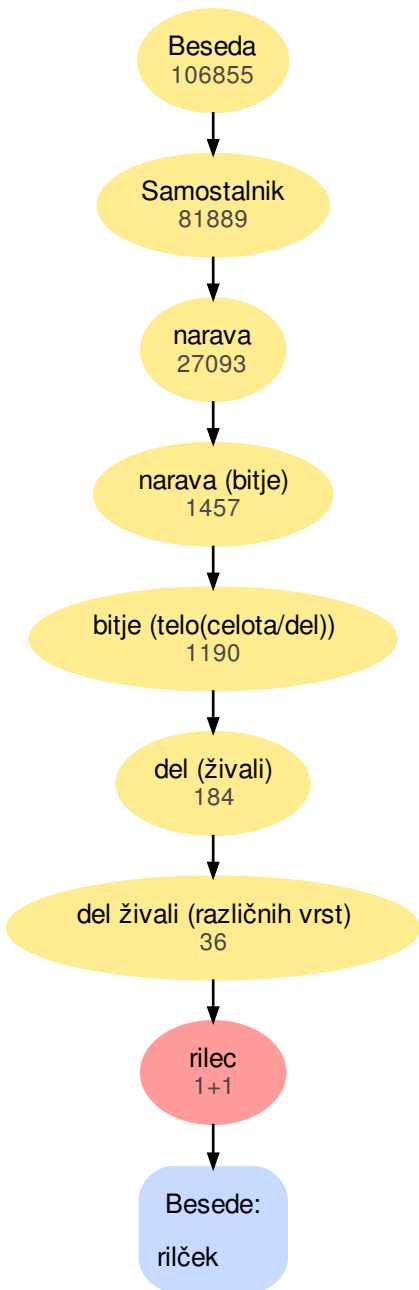 Beseda
106855
Samostalnik
81889
narava
27093
narava (bitje)
1457
bitje (telo(celota/del))
1190
del (živali)
184
del živali (različnih vrst)
36
rilec
1+1
Besede:
rilček